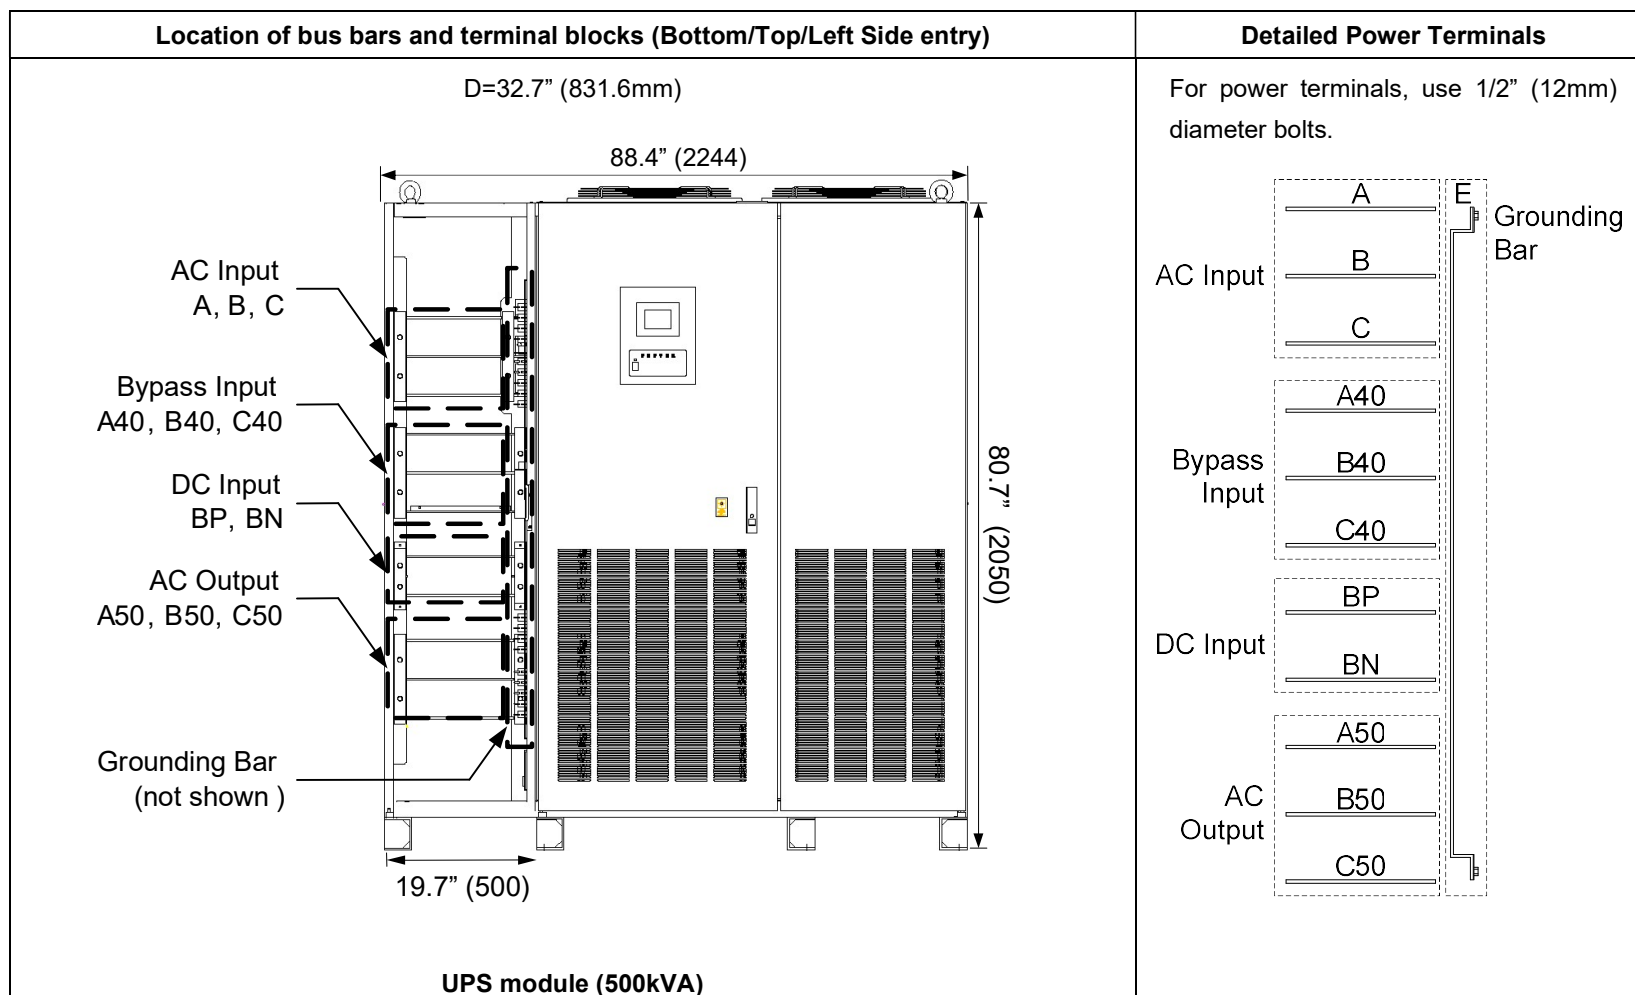 Location of bus bars and terminal blocks (Bottom/Top/Left Side entry)
Detailed Power Terminals
D=32.7” (831.6mm)
88.4” (2244)
AC Input
A, B, C
Bypass Input
A40, B40, C40
DC Input
BP, BN
AC Output
A50, B50, C50
Grounding Bar
(not shown )
80.7” (2050)
19.7” (500)
UPS module (500kVA)
For power terminals, use 1/2” (12mm)
diameter bolts.
A
E
Grounding
Bar
AC Input
B
C
A40
Bypass
Input
B40
C40
BP
DC Input
BN
A50
AC
Output
B50
C50